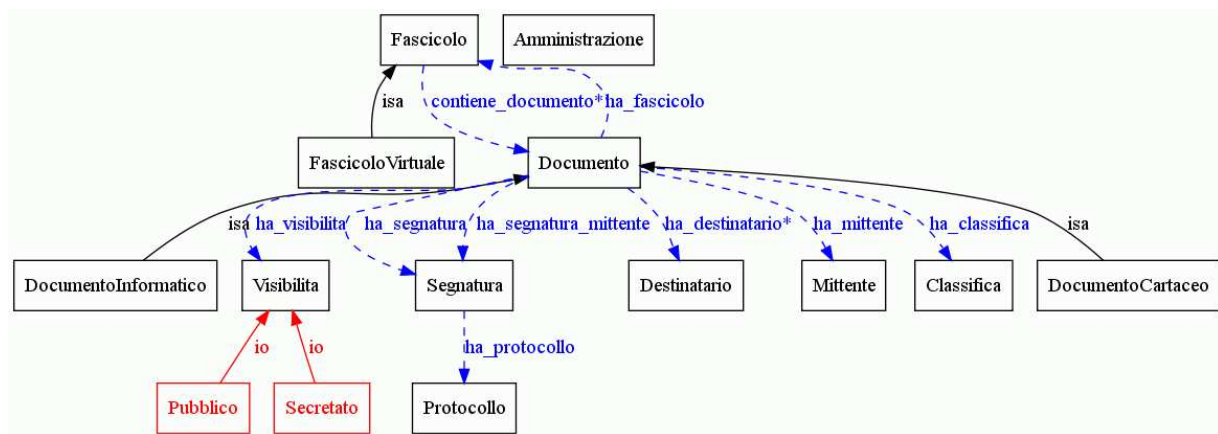 Fascicolo
Amministrazione
isa
contiene_documento*
ha_fascicolo
FascicoloVirtuale
Documento
isa
ha_visibilita
ha_segnatura
ha_segnatura_mittente
ha_destinatario*
ha_mittente
ha_classifica
isa
DocumentoInformatico
Visibilita
Segnatura
Destinatario
Mittente
Classifica
DocumentoCartaceo
io
io
ha_protocollo
Pubblico
Secretato
Protocollo